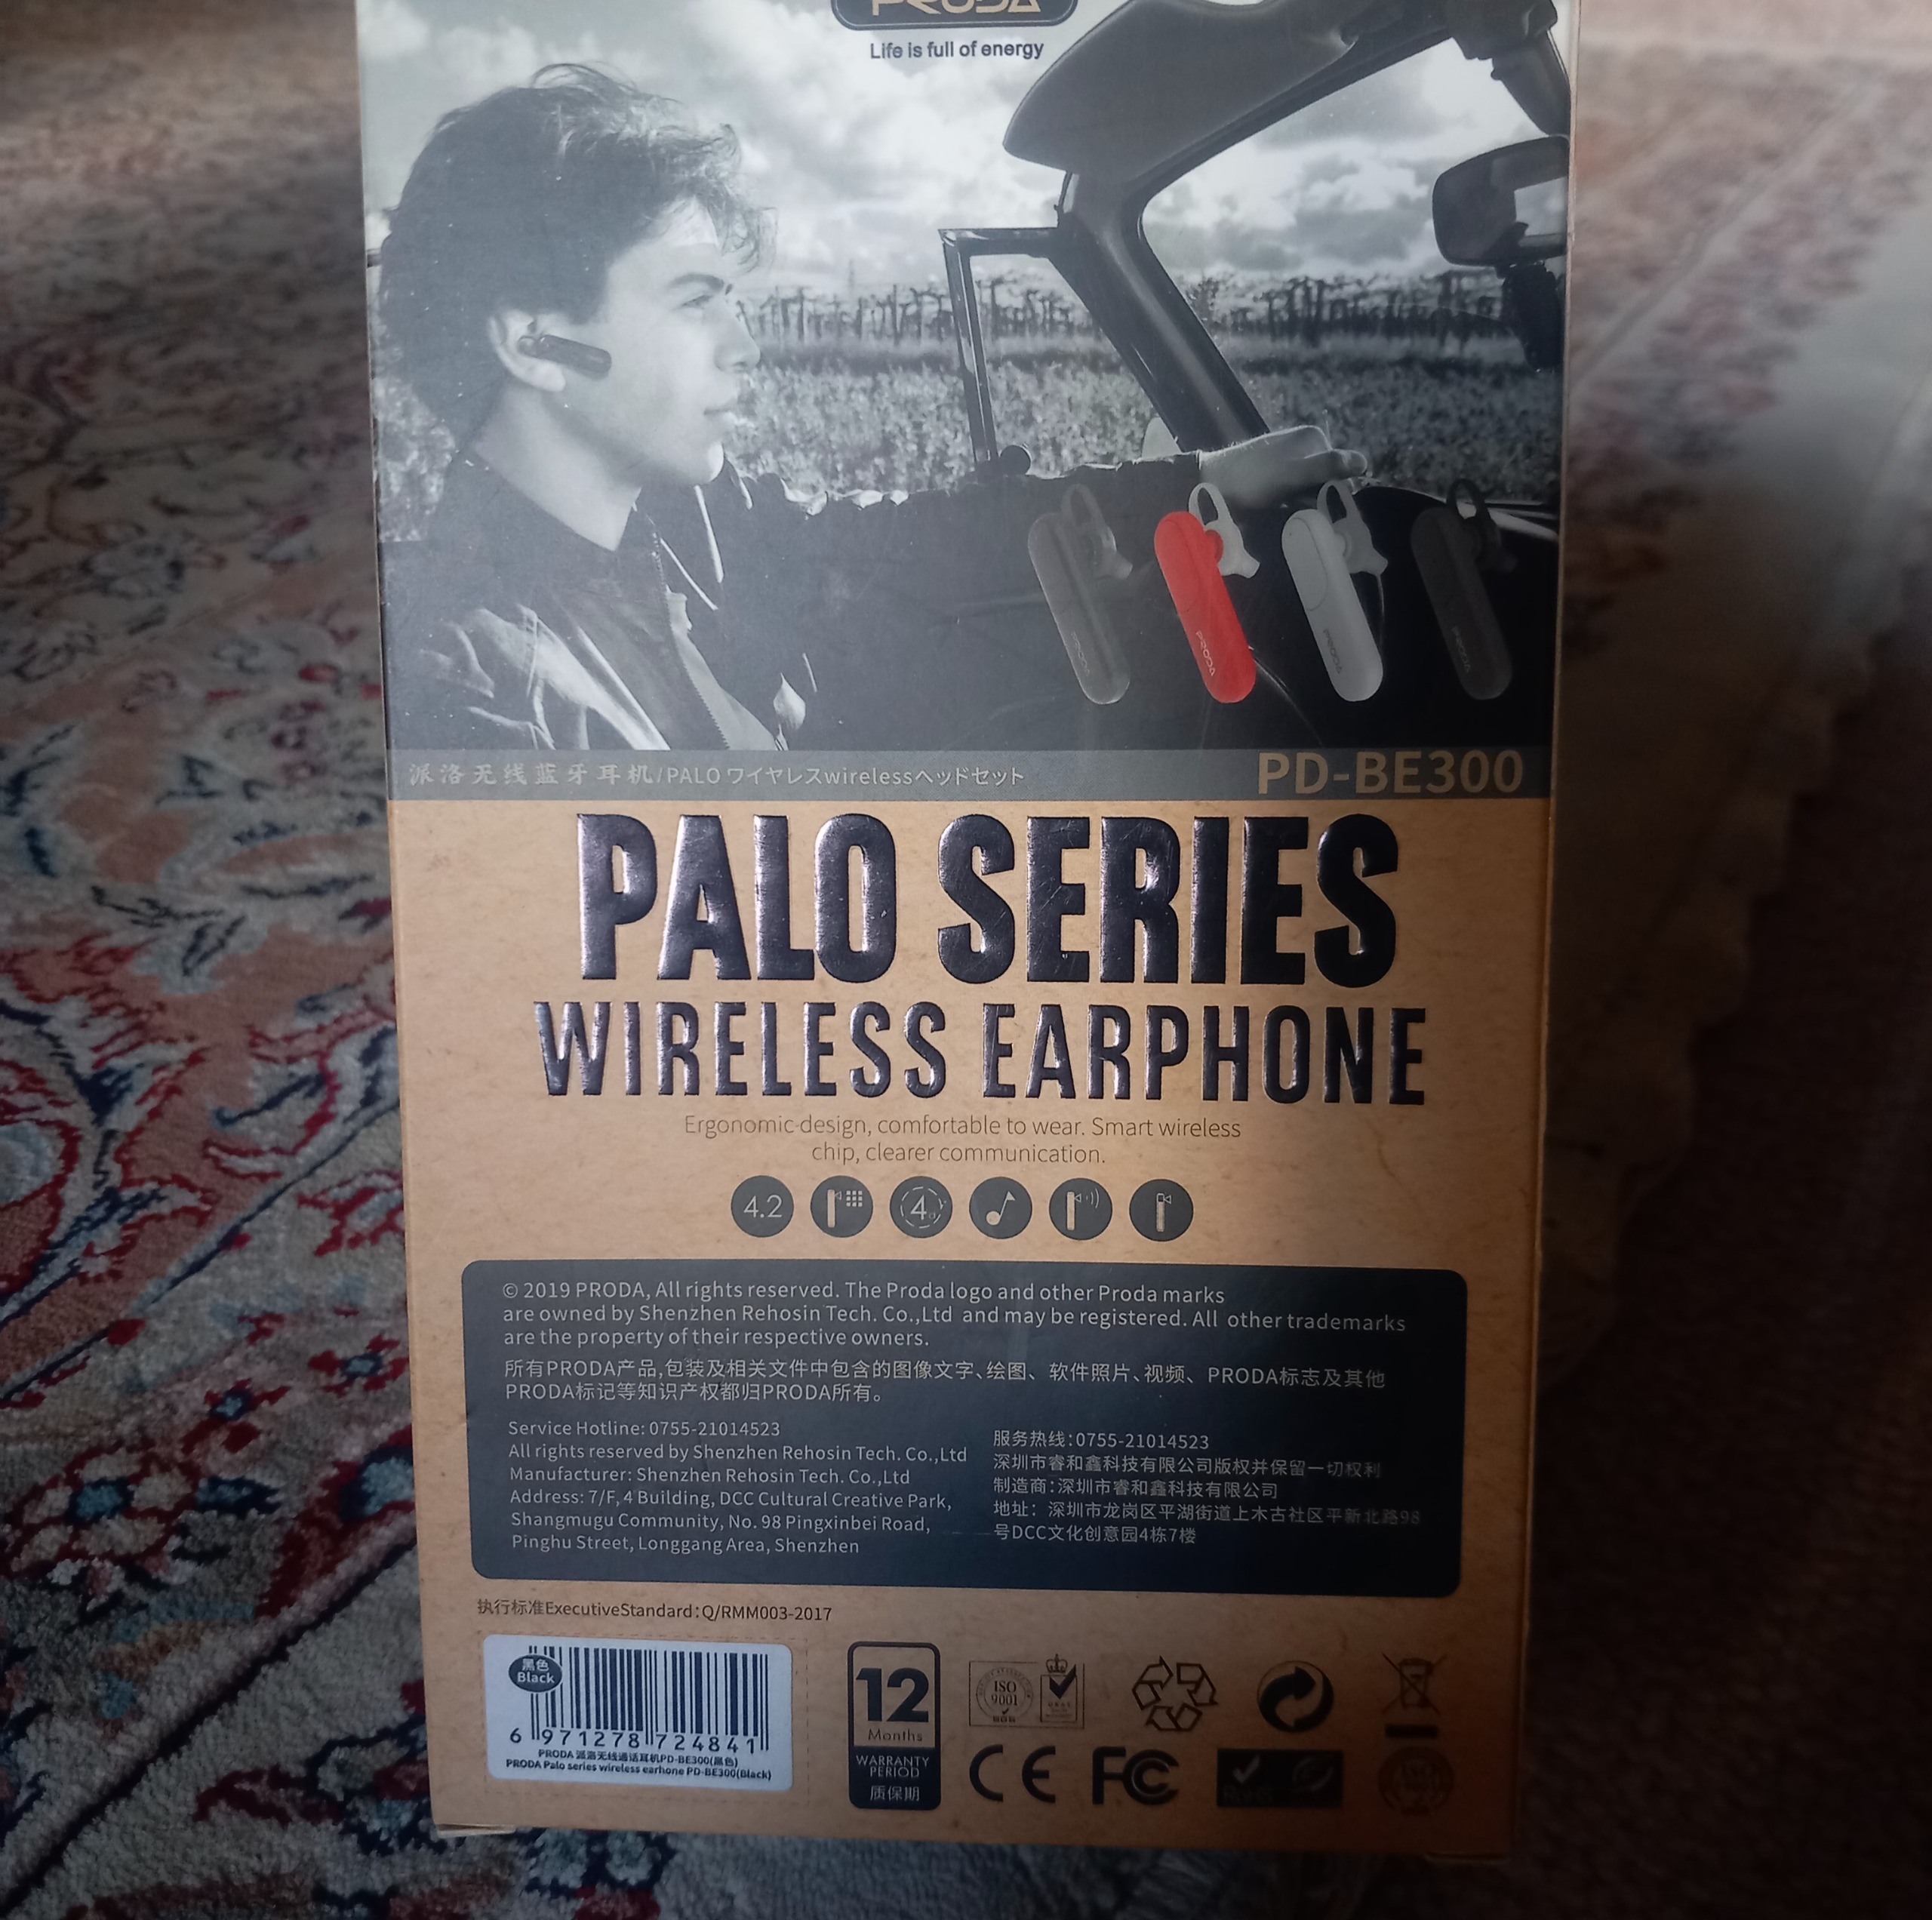 PRODA
Life is full of energy
PRODA
PRODA
PRODA
PRODA
派洛无线蓝牙耳机/PALO ワイヤレスwirelessヘッドセット
PD-BE300
PALO SERIES
WIRELESS EARPHONE
Ergonomic design, comfortable to wear. Smart wireless
chip, clearer communication.
4.2
4
© 2019 PRODA, All rights reserved. The Proda logo and other Proda marks
are owned by Shenzhen Rehosin Tech. Co.,Ltd and may be registered. All other trademarks
are the property of their respective owners.
所有PRODA产品,包装及相关文件中包含的图像文字、绘图、软件照片、视频、PRODA标志及其他
PRODA标记等知识产权都归PRODA所有。
Service Hotline: 0755-21014523
All rights reserved by Shenzhen Rehosin Tech. Co.,Ltd
Manufacturer: Shenzhen Rehosin Tech. Co.,Ltd
Address: 7/F, 4 Building, DCC Cultural Creative Park,
Shangmugu Community, No. 98 Pingxinbei Road,
Pinghu Street, Longgang Area, Shenzhen
服务热线:0755-21014523
深圳市睿和鑫科技有限公司版权并保留一切权利
制造商:深圳市睿和鑫科技有限公司
地址: 深圳市龙岗区平湖街道上木古社区平新北路98
号DCC文化创意园4栋7楼
执行标准ExecutiveStandard:Q/RMM003-2017
黑色
Black
6 971278 724841
PRODA 派洛无线通话耳机PD-BE300(黑色)
PRODA Palo series wireless earhone PD-BE300(Black)
12
Months
WARRANTY
PERIOD
质保期
ISO
9001
SGS
CE
FC
RoHS